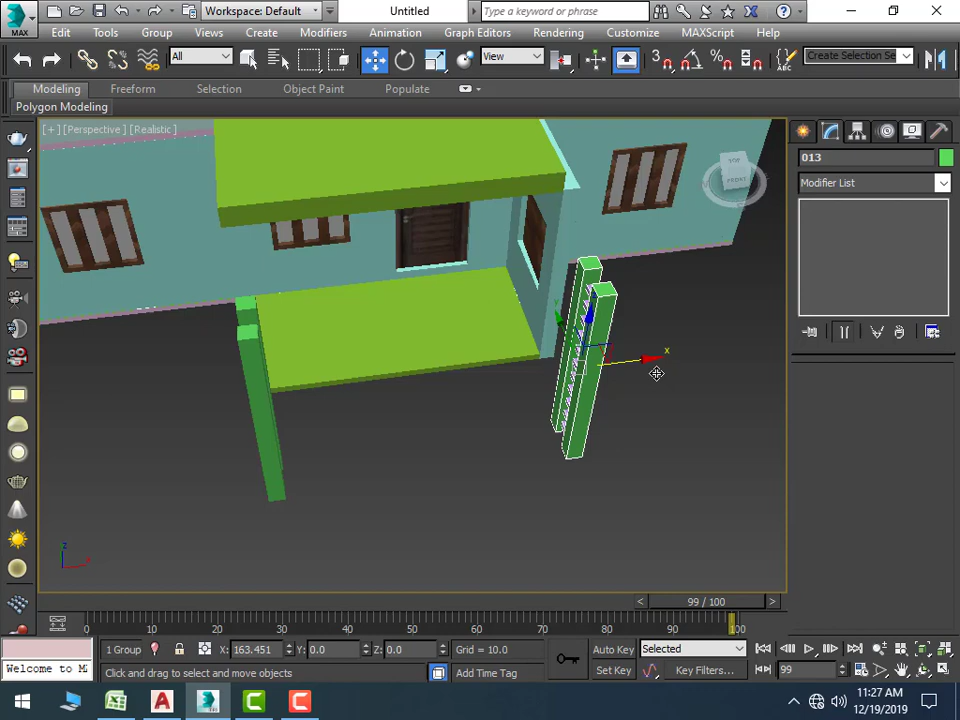 Workspace: Default
Untitled
Type a keyword or phrase
MAX
Edit
Tools
Group
Views
Create
Modifiers
Animation
Graph Editors
Rendering
Customize
MAXScript
Help
All
View
3
Create Selection Se
Modeling
Freeform
Selection
Object Paint
Populate
Polygon Modeling
[+] [Perspective] [Realistic]
TOP
FRONT
013
Modifier List
x
99 / 100
0
10
20
30
40
50
60
70
80
90
100
1 Group
X: 163.451
Y: 0.0
Z: 0.0
Grid = 10.0
Auto Key
Selected
Welcome to M
Click and drag to select and move objects
Add Time Tag
Set Key
Key Filters...
99
11:27 AM
12/19/2019